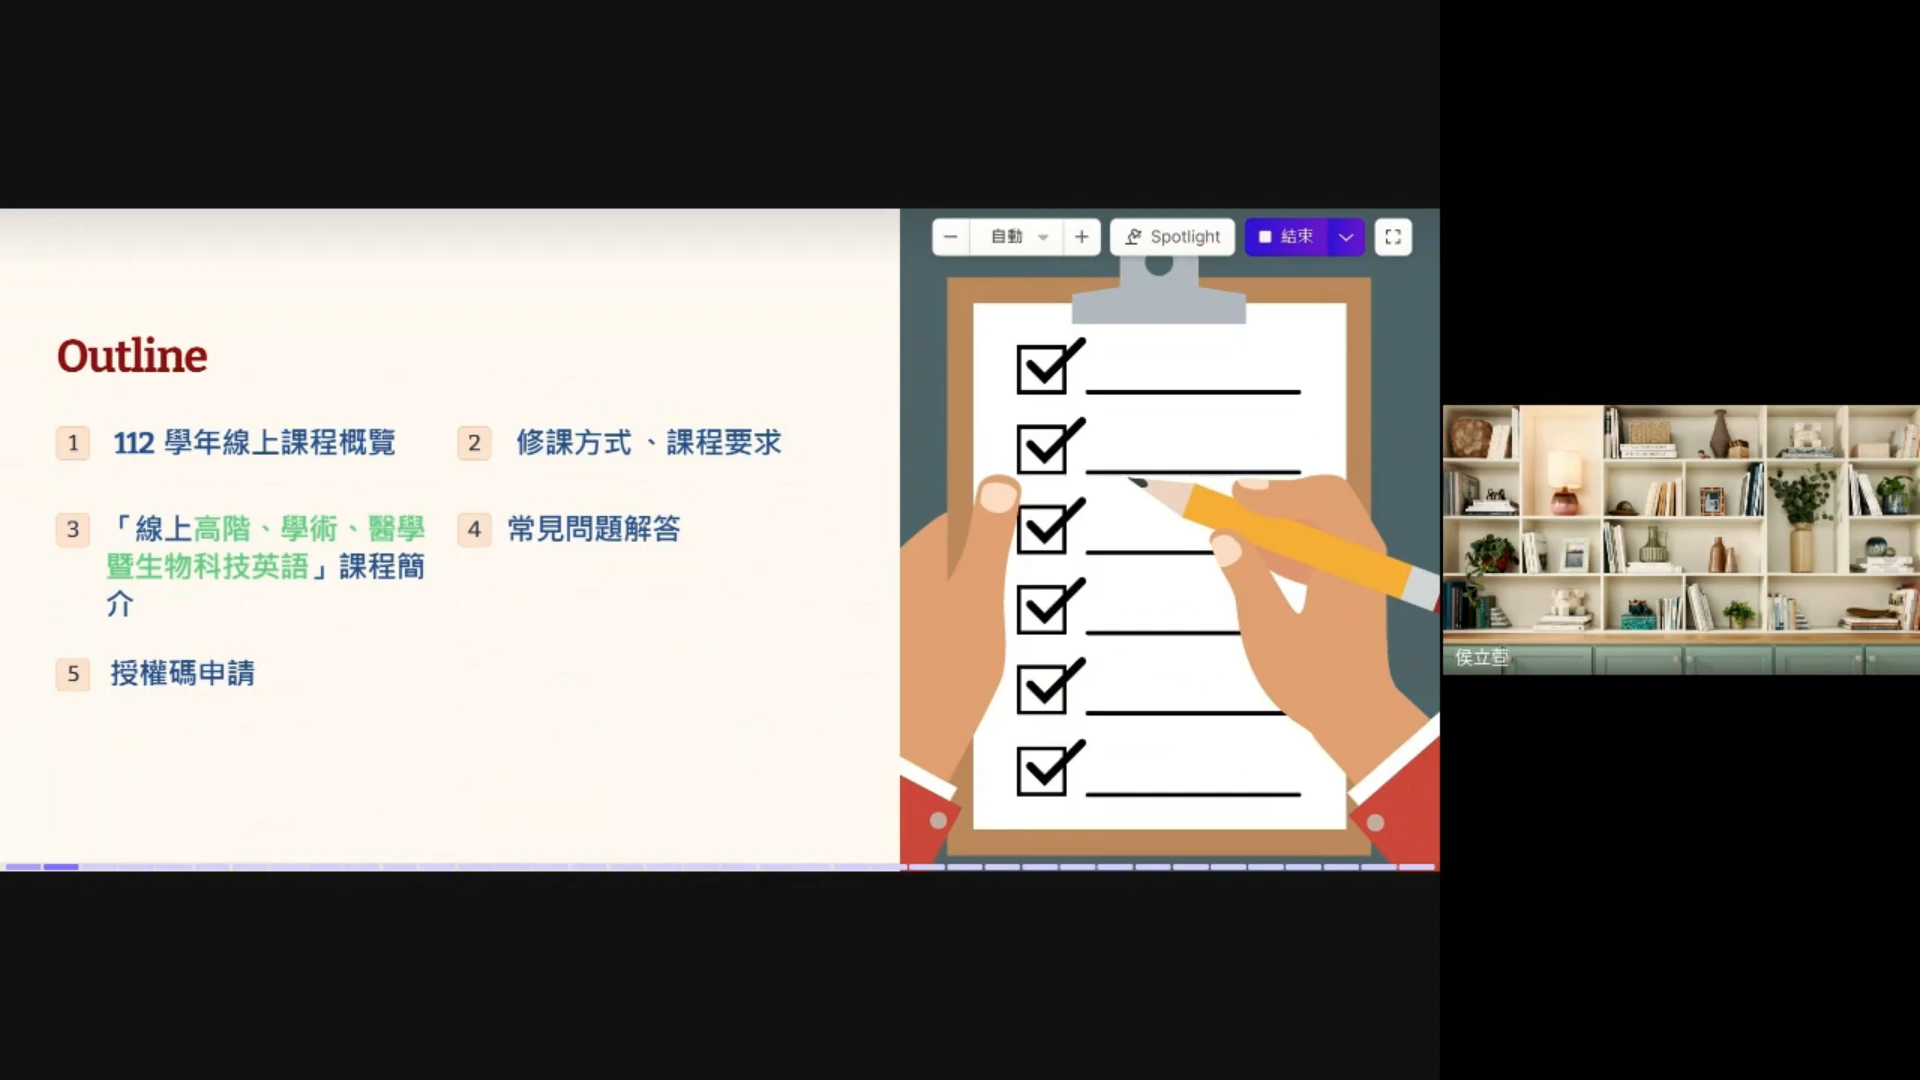 自動
Spotlight
結束
Outline
1 112 學年線上課程概覽
2 修課方式、課程要求
3 「線上高階、學術、醫學
暨生物科技英語」課程簡
介
4 常見問題解答
5 授權碼申請
侯立萱